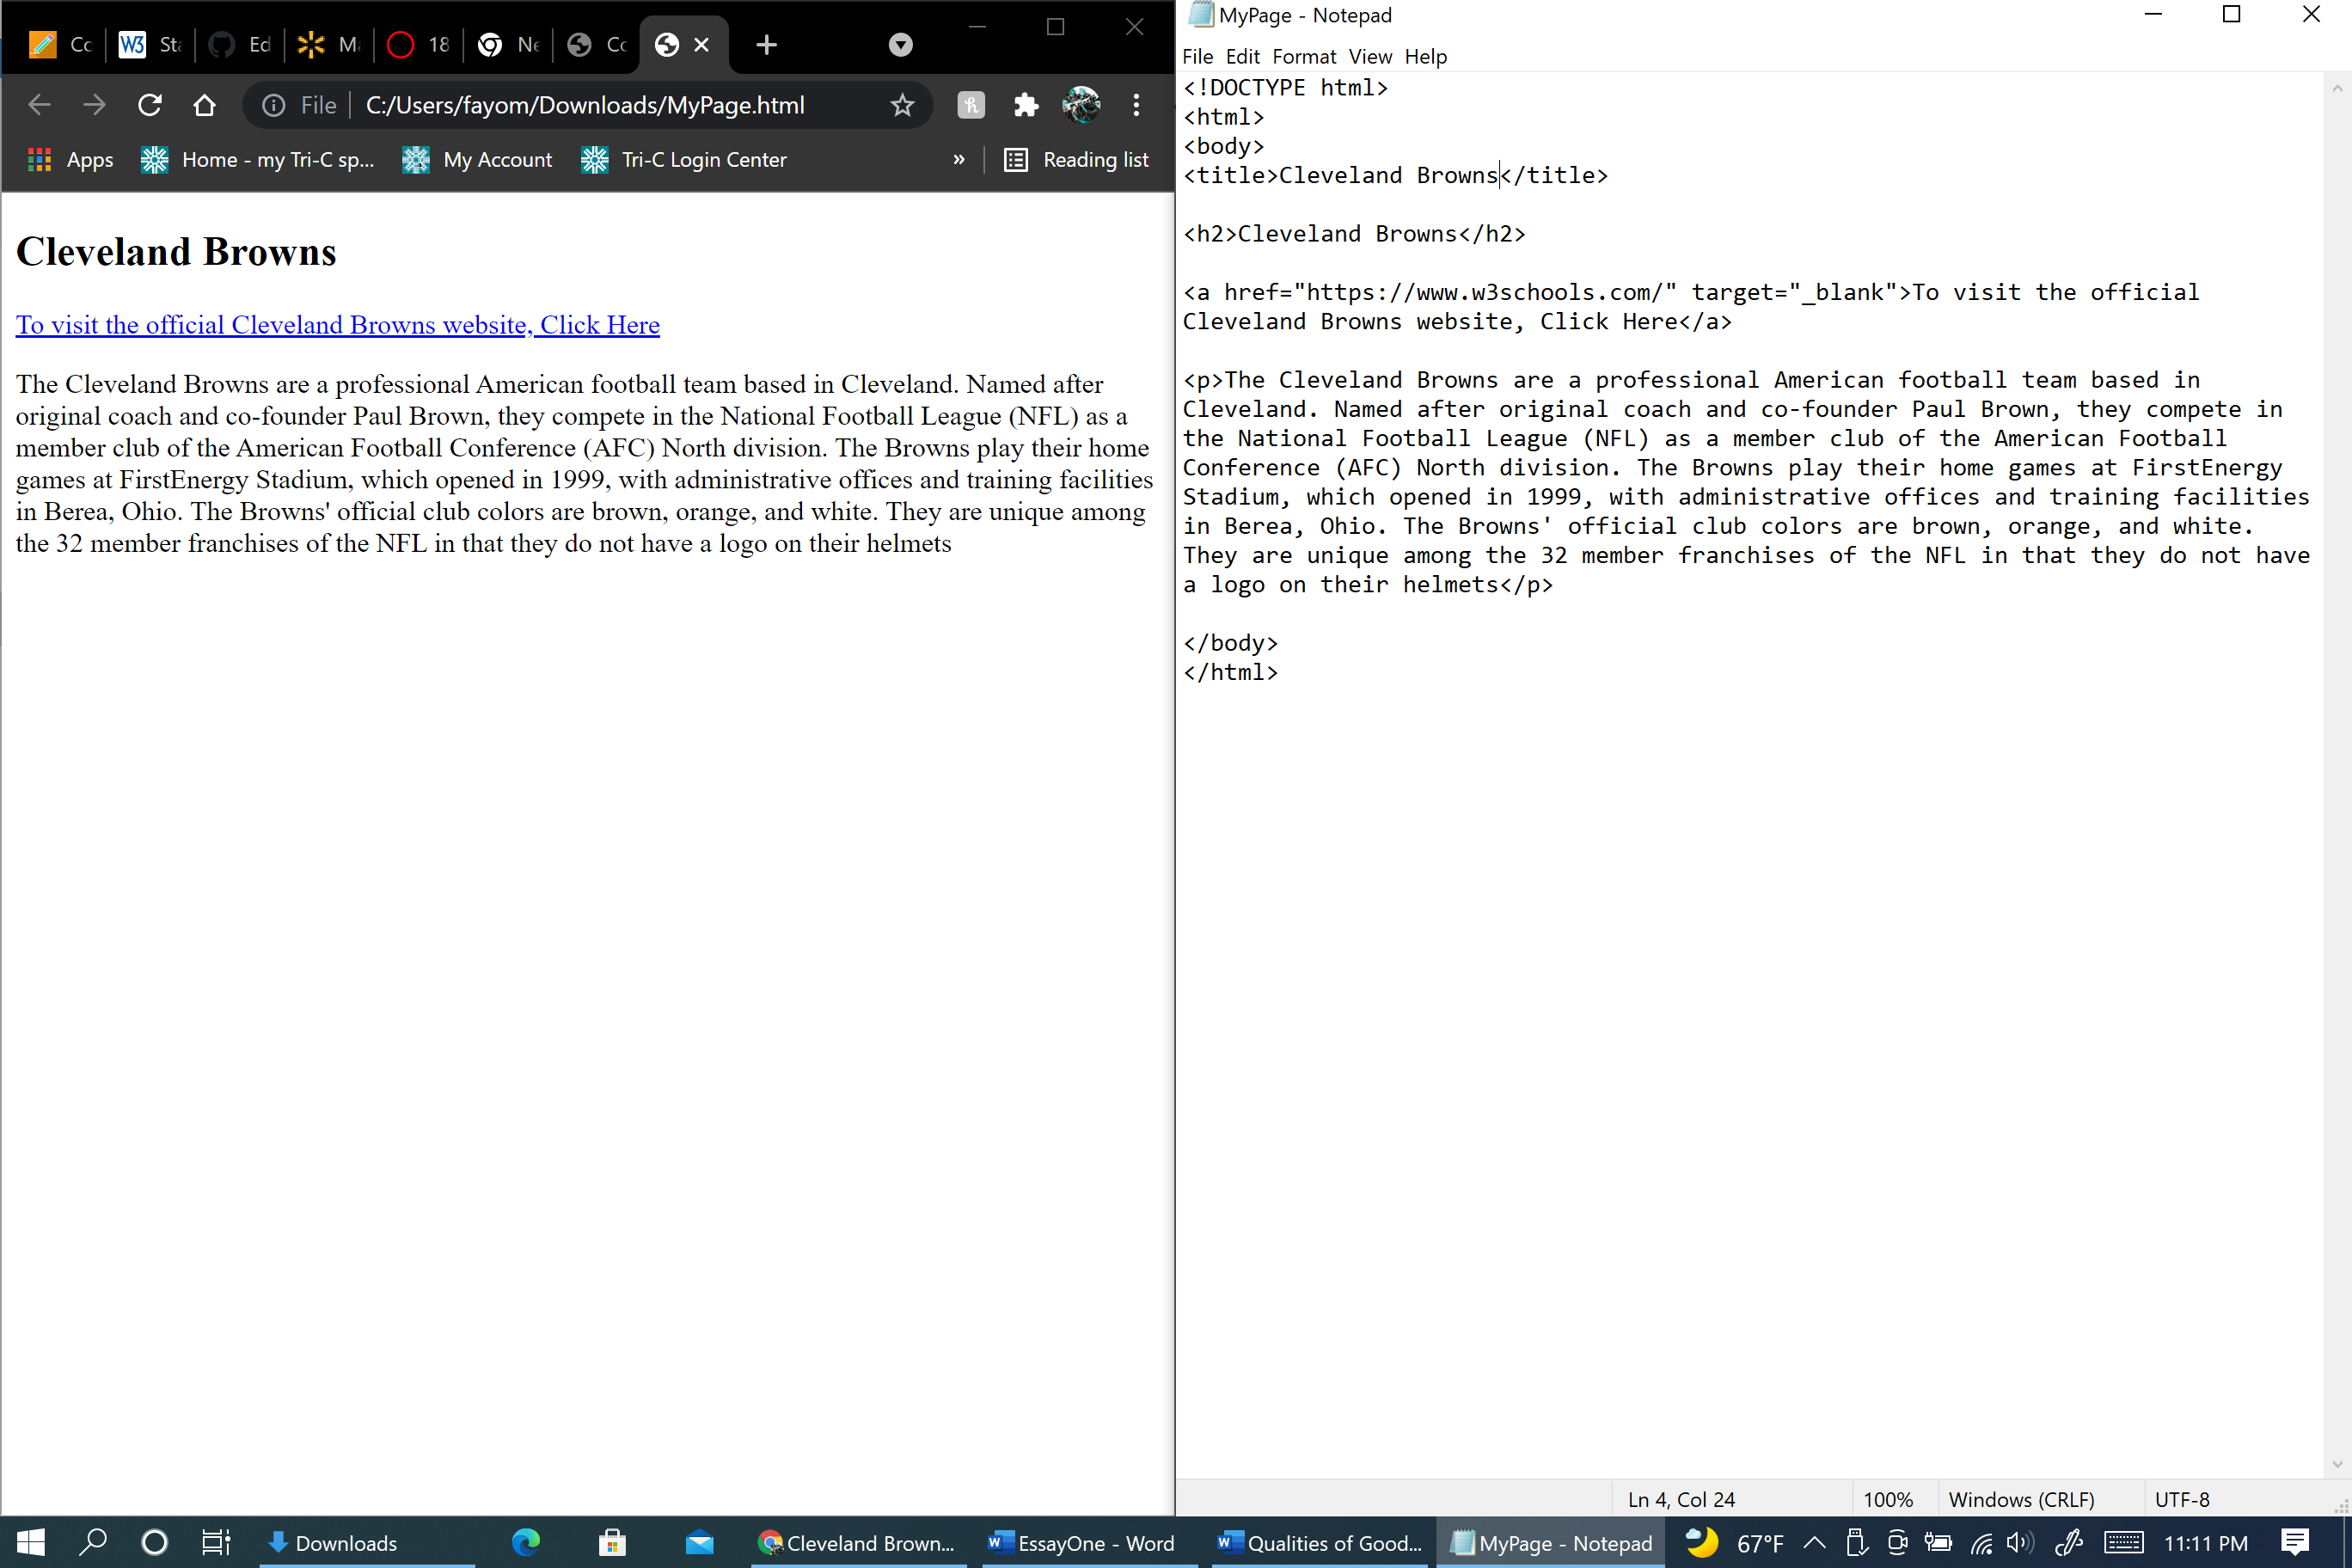 Cc
W3 Sta
Ed
Ma
18
Ne
Cc
File C:/Users/fayom/Downloads/MyPage.html
Apps
Home - my Tri-C sp...
My Account
Tri-C Login Center
»
Reading list
Cleveland Browns
To visit the official Cleveland Browns website, Click Here
The Cleveland Browns are a professional American football team based in Cleveland. Named after
original coach and co-founder Paul Brown, they compete in the National Football League (NFL) as a
member club of the American Football Conference (AFC) North division. The Browns play their home
games at FirstEnergy Stadium, which opened in 1999, with administrative offices and training facilities
in Berea, Ohio. The Browns' official club colors are brown, orange, and white. They are unique among
the 32 member franchises of the NFL in that they do not have a logo on their helmets
MyPage - Notepad
File Edit Format View Help
<!DOCTYPE html>
<html>
<body>
<title>Cleveland Browns</title>
<h2>Cleveland Browns</h2>
<a href="https://www.w3schools.com/" target="_blank">To visit the official
Cleveland Browns website, Click Here</a>
<p>The Cleveland Browns are a professional American football team based in
Cleveland. Named after original coach and co-founder Paul Brown, they compete in
the National Football League (NFL) as a member club of the American Football
Conference (AFC) North division. The Browns play their home games at FirstEnergy
Stadium, which opened in 1999, with administrative offices and training facilities
in Berea, Ohio. The Browns' official club colors are brown, orange, and white.
They are unique among the 32 member franchises of the NFL in that they do not have
a logo on their helmets</p>
</body>
</html>
Ln 4, Col 24
100%
Windows (CRLF)
UTF-8
Downloads
Cleveland Brown...
EssayOne - Word
Qualities of Good...
MyPage - Notepad
67°F
11:11 PM